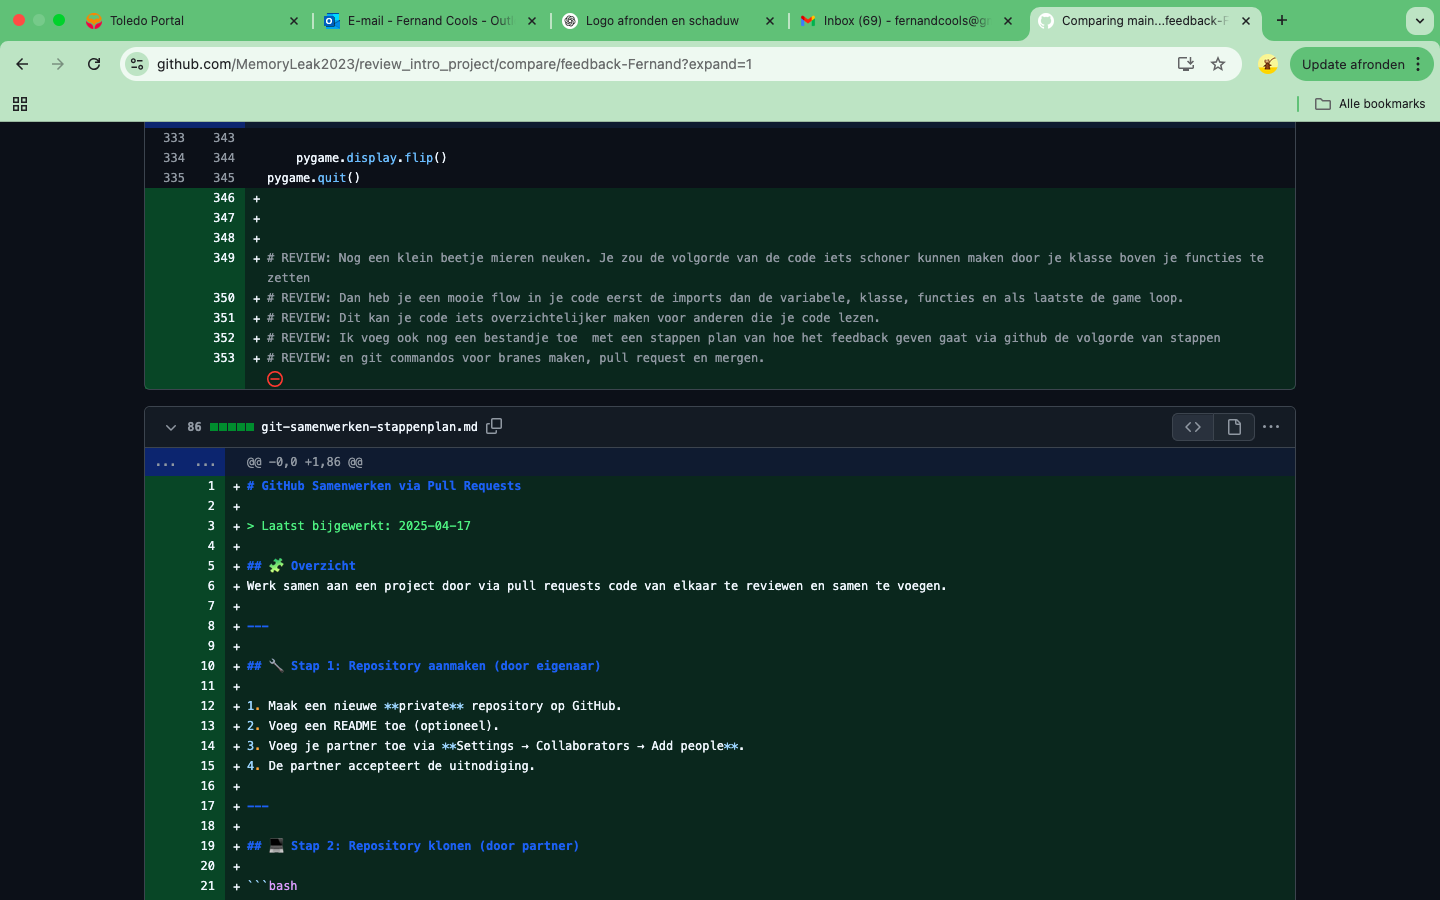 Toledo Portal
E-mail - Fernand Cools - Outl
Logo afronden en schaduw
Inbox (69) - fernandcools@gr
Comparing main...feedback-F
github.com/MemoryLeak2023/review_intro_project/compare/feedback-Fernand?expand=1
Update afronden
Alle bookmarks
333 343
334 344 pygame.display.flip()
335 345 pygame.quit()
346 +
347 +
348 +
349 + # REVIEW: Nog een klein beetje mieren neuken. Je zou de volgorde van de code iets schoner kunnen maken door je klasse boven je functies te
zetten
350 + # REVIEW: Dan heb je een mooie flow in je code eerst de imports dan de variabele, klasse, functies en als laatste de game loop.
351 + # REVIEW: Dit kan je code iets overzichtelijker maken voor anderen die je code lezen.
352 + # REVIEW: Ik voeg ook nog een bestandje toe  met een stappen plan van hoe het feedback geven gaat via github de volgorde van stappen
353 + # REVIEW: en git commandos voor branes maken, pull request en mergen.
86 git-samenwerken-stappenplan.md
... ... @@ -0,0 +1,86 @@
1 + # GitHub Samenwerken via Pull Requests
2 +
3 + > Laatst bijgewerkt: 2025-04-17
4 +
5 + ## 🧩 Overzicht
6 + Werk samen aan een project door via pull requests code van elkaar te reviewen en samen te voegen.
7 +
8 + ---
9 +
10 + ## 🔧 Stap 1: Repository aanmaken (door eigenaar)
11 +
12 + 1. Maak een nieuwe **private** repository op GitHub.
13 + 2. Voeg een README toe (optioneel).
14 + 3. Voeg je partner toe via **Settings → Collaborators → Add people**.
15 + 4. De partner accepteert de uitnodiging.
16 +
17 + ---
18 +
19 + ## 💻 Stap 2: Repository klonen (door partner)
20 +
21 + ```bash